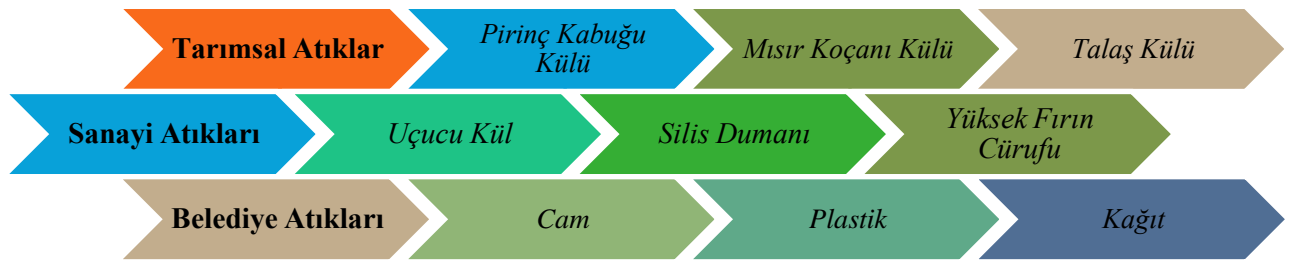 Tarımsal Atıklar
Pirinç Kabuğu
Külü
Mısır Koçanı Külü
Talaş Külü
Sanayi Atıkları
Uçucu Kül
Silis Dumanı
Yüksek Fırın
Cürufu
Belediye Atıkları
Cam
Plastik
Kağıt